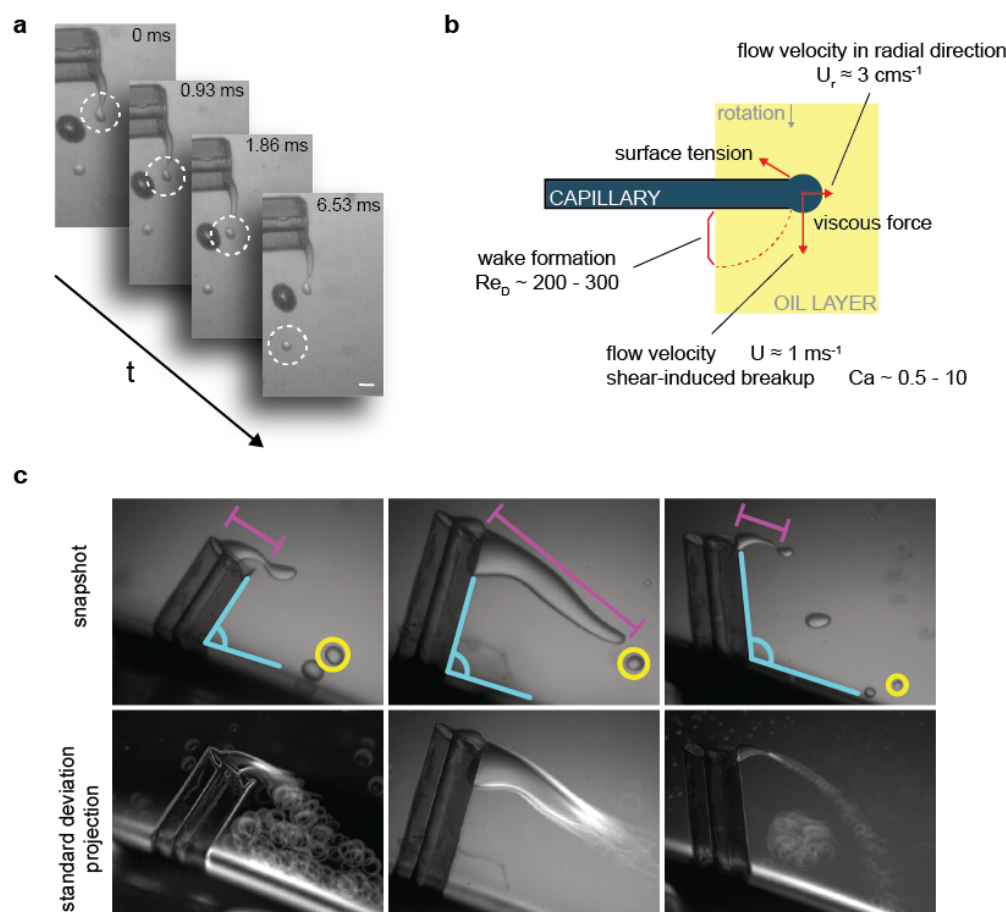 a
0 ms
0.93 ms
1.86 ms
6.53 ms
t
b
flow velocity in radial direction
Uᵣ ≈ 3 cms⁻¹
rotation
surface tension
CAPILLARY
viscous force
wake formation
Re_D ~ 200 - 300
OIL LAYER
flow velocity U ≈ 1 ms⁻¹
shear-induced breakup Ca ~ 0.5 - 10
c
snapshot
standard deviation
projection